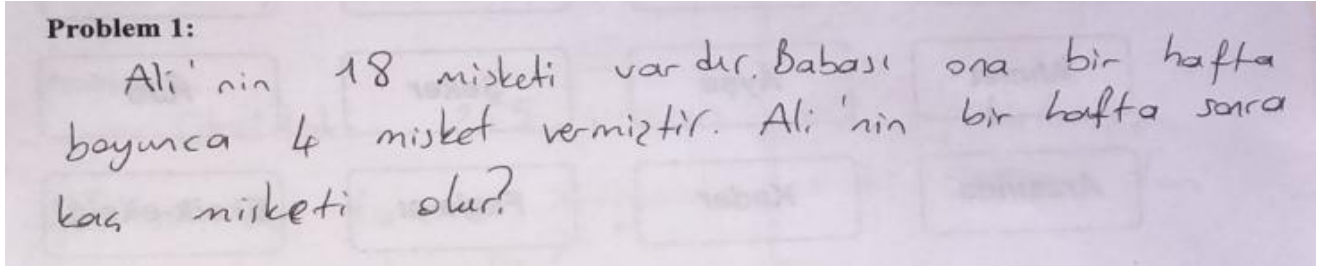 Problem 1:
Ali'nin 18 misketi vardır. Babası ona bir hafta
boyunca 4 misket vermiştir. Ali'nin bir hafta sonra
kaç misketi olur?